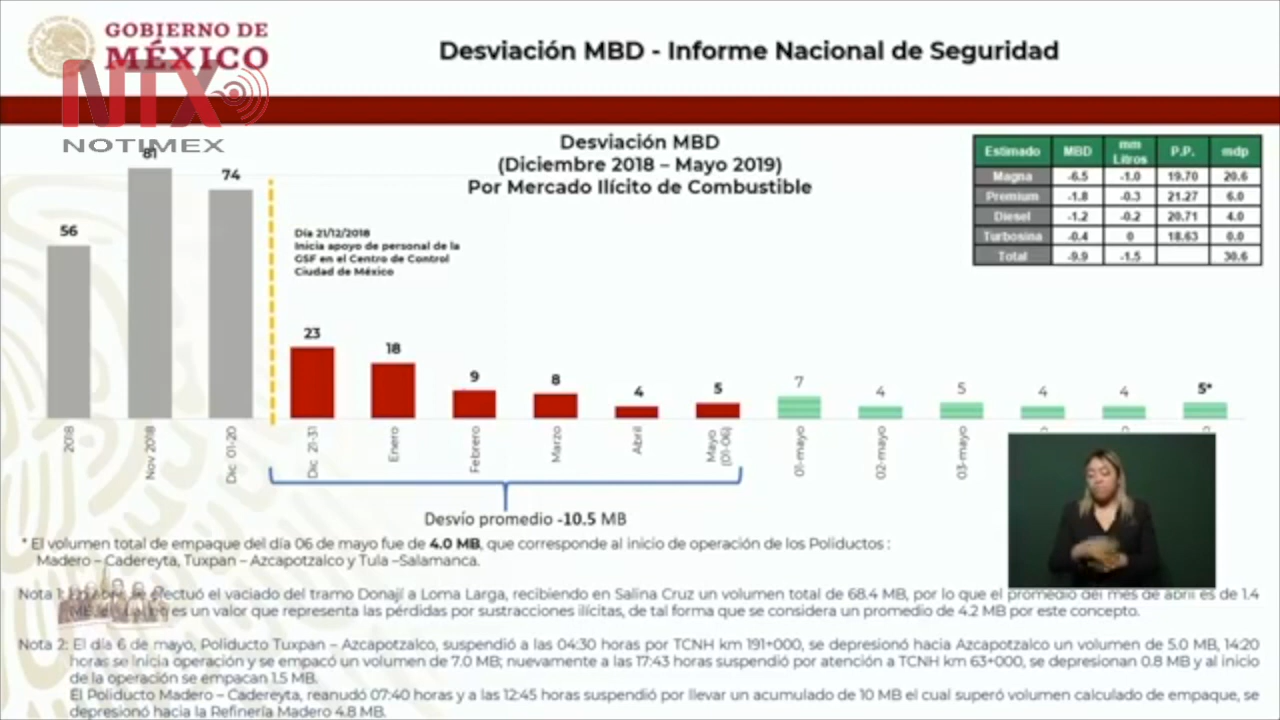 GOBIERNO DE
MÉXICO
NTX
NOTIMEX
Desviación MBD - Informe Nacional de Seguridad
Desviación MBD
(Diciembre 2018 – Mayo 2019)
Por Mercado Ilícito de Combustible
Estimado MBD mm Litros P.P. mdp
Magna -6.5 -1.0 19.70 20.6
Premium -1.8 -0.3 21.27 6.0
Diesel -1.2 -0.2 20.71 4.0
Turbosina -0.4 0 18.63 0.0
Total -9.9 -1.5 30.6
Día 21/12/2018
Inicia apoyo de personal de la
GSF en el Centro de Control
Ciudad de México
56 81 74 23 18 9 8 4 5 7 4 5 4 4 5*
2018 Nov 2018 Dic 01-20 Dic 21-31 Enero Febrero Marzo Abril Mayo (01-06) 01-mayo 02-mayo 03-mayo
Desvío promedio -10.5 MB
* El volumen total de empaque del día 06 de mayo fue de 4.0 MB, que corresponde al inicio de operación de los Poliductos :
Madero – Cadereyta, Tuxpan – Azcapotzalco y Tula –Salamanca.
Nota 1: se efectuó el vaciado del tramo Donají a Loma Larga, recibiendo en Salina Cruz un volumen total de 68.4 MB, por lo que el promedio del mes de abril es de 1.4
es un valor que representa las pérdidas por sustracciones ilícitas, de tal forma que se considera un promedio de 4.2 MB por este concepto.
Nota 2: El día 6 de mayo, Poliducto Tuxpan – Azcapotzalco, suspendió a las 04:30 horas por TCNH km 191+000, se depresionó hacia Azcapotzalco un volumen de 5.0 MB, 14:20
horas se inicia operación y se empacó un volumen de 7.0 MB; nuevamente a las 17:43 horas suspendió por atención a TCNH km 63+000, se depresionan 0.8 MB y al inicio
de la operación se empacan 1.5 MB.
El Poliducto Madero – Cadereyta, reanudó 07:40 horas y a las 12:45 horas suspendió por llevar un acumulado de 10 MB el cual superó volumen calculado de empaque, se
depresionó hacia la Refinería Madero 4.8 MB.